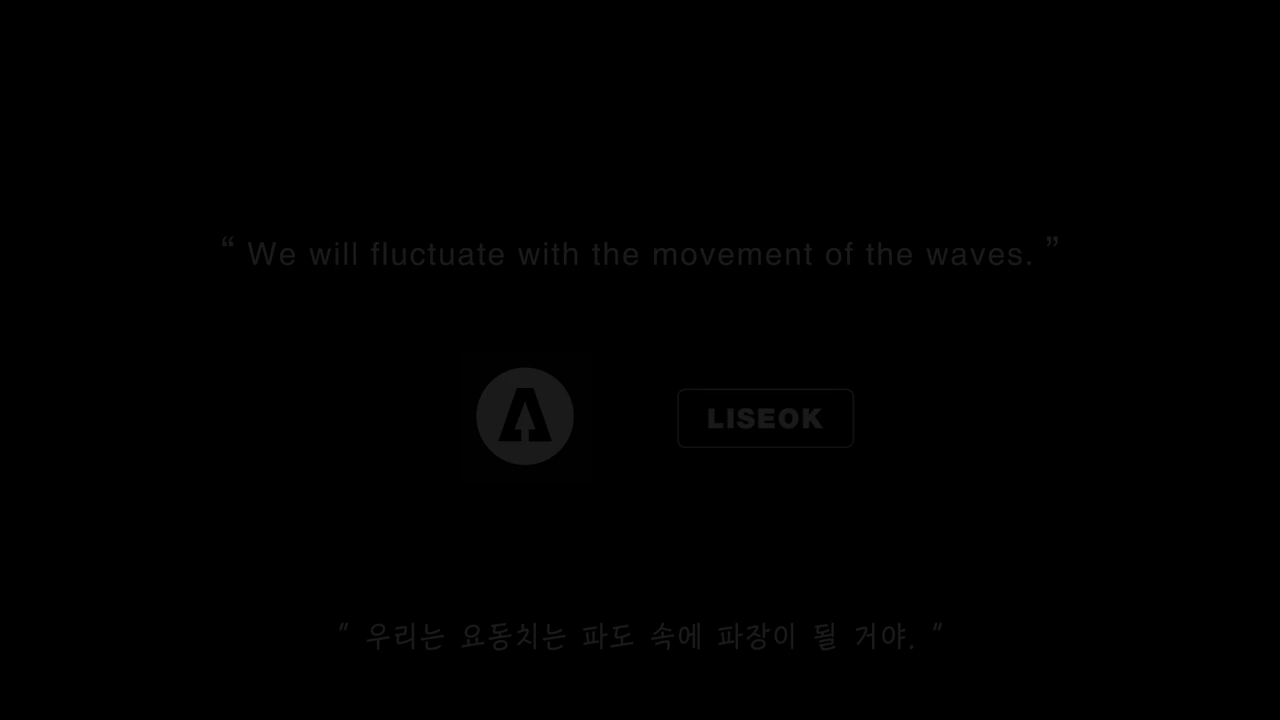 “ We will fluctuate with the movement of the waves. ”
A LISEOK
" 우리는 요동치는 파도 속에 파장이 될 거야. "